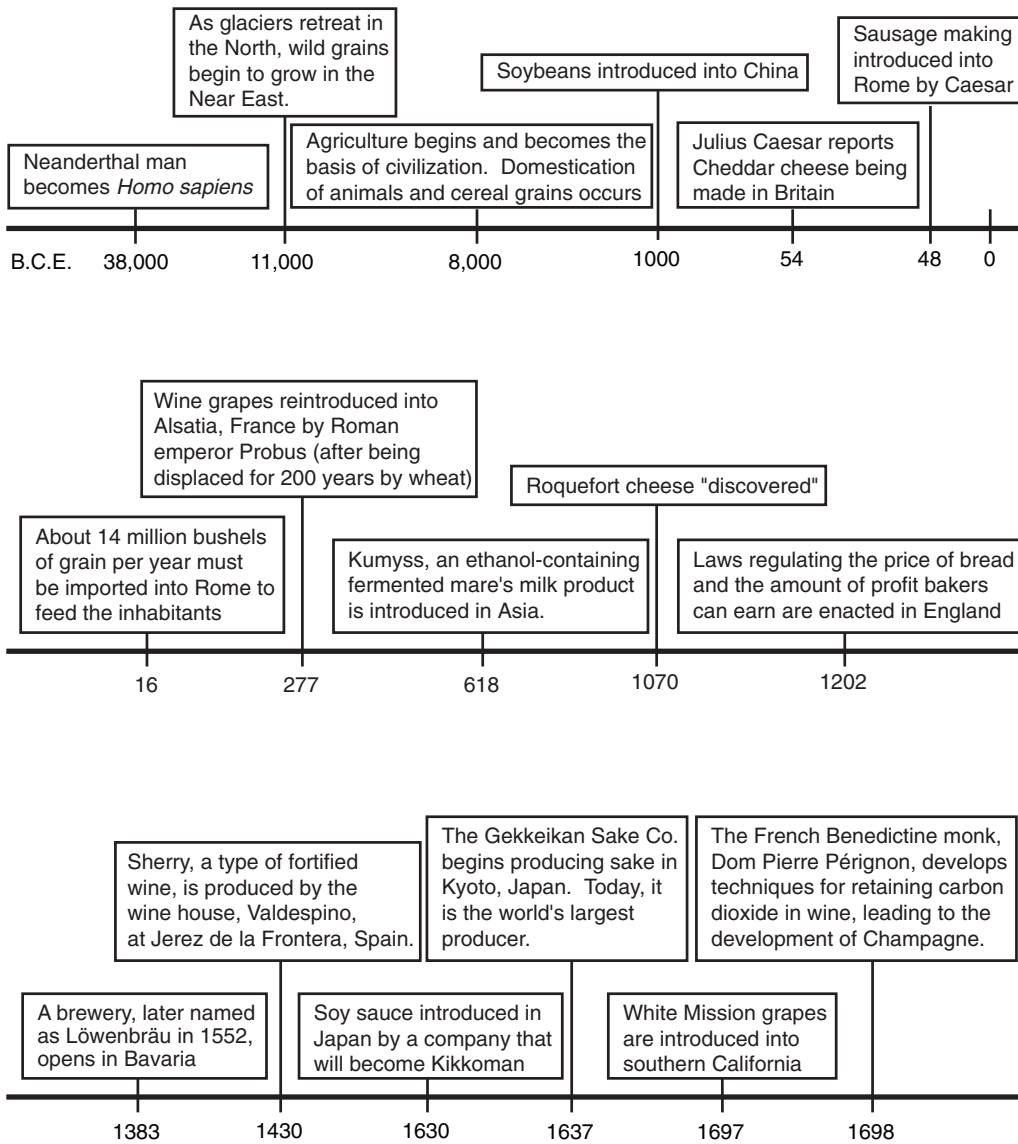 As glaciers retreat in
the North, wild grains
begin to grow in the
Near East.
Sausage making
introduced into
Rome by Caesar
Soybeans introduced into China
Neanderthal man
becomes Homo sapiens
Agriculture begins and becomes the
basis of civilization.  Domestication
of animals and cereal grains occurs
Julius Caesar reports
Cheddar cheese being
made in Britain
B.C.E. 38,000 11,000 8,000 1000 54 48 0
Wine grapes reintroduced into
Alsatia, France by Roman
emperor Probus (after being
displaced for 200 years by wheat)
Roquefort cheese "discovered"
About 14 million bushels
of grain per year must
be imported into Rome to
feed the inhabitants
Kumyss, an ethanol-containing
fermented mare's milk product
is introduced in Asia.
Laws regulating the price of bread
and the amount of profit bakers
can earn are enacted in England
16 277 618 1070 1202
Sherry, a type of fortified
wine, is produced by the
wine house, Valdespino,
at Jerez de la Frontera, Spain.
The Gekkeikan Sake Co.
begins producing sake in
Kyoto, Japan.  Today, it
is the world's largest
producer.
The French Benedictine monk,
Dom Pierre Pérignon, develops
techniques for retaining carbon
dioxide in wine, leading to the
development of Champagne.
A brewery, later named
as Löwenbräu in 1552,
opens in Bavaria
Soy sauce introduced in
Japan by a company that
will become Kikkoman
White Mission grapes
are introduced into
southern California
1383 1430 1630 1637 1697 1698